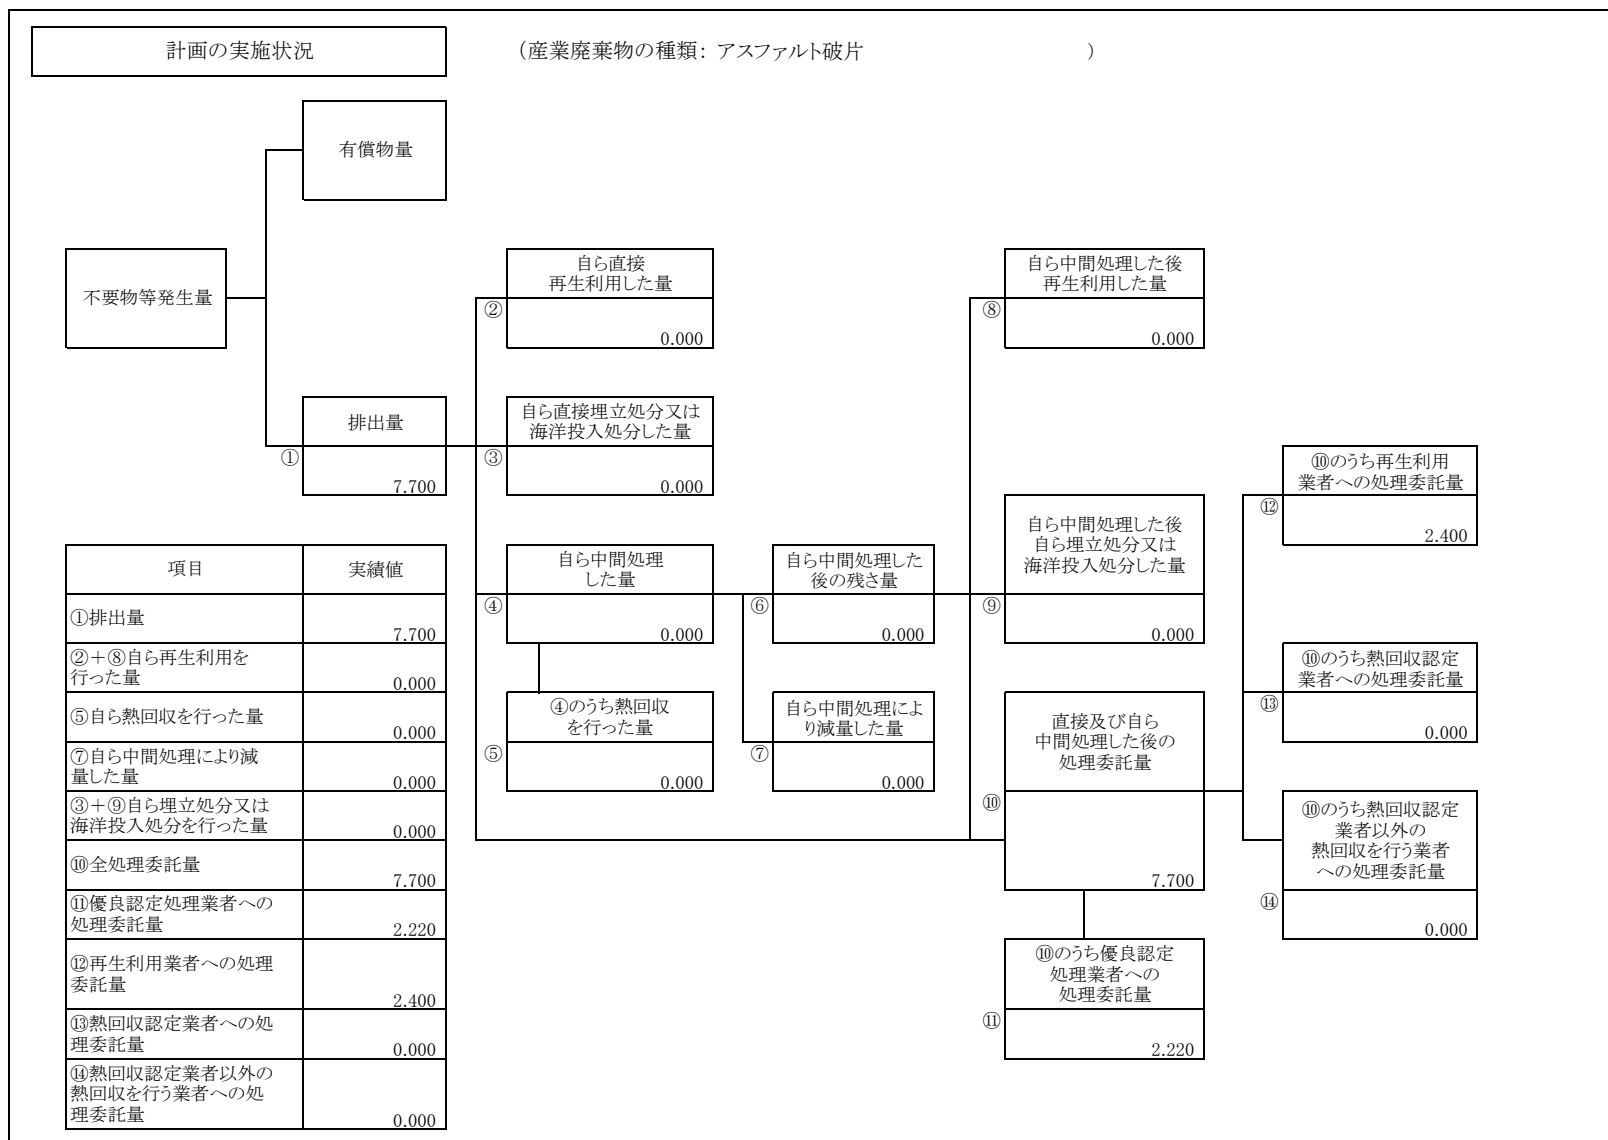 計画の実施状況
（産業廃棄物の種類： アスファルト破片 ）
有償物量
不要物等発生量
自ら直接
再生利用した量
②
0.000
自ら中間処理した後
再生利用した量
⑧
0.000
排出量
①
7.700
自ら直接埋立処分又は
海洋投入処分した量
③
0.000
⑩のうち再生利用
業者への処理委託量
⑫
2.400
自ら中間処理
した量
④
0.000
自ら中間処理した
後の残さ量
⑥
0.000
自ら中間処理した後
自ら埋立処分又は
海洋投入処分した量
⑨
0.000
⑩のうち熱回収認定
業者への処理委託量
⑬
0.000
④のうち熱回収
を行った量
⑤
0.000
自ら中間処理によ
り減量した量
⑦
0.000
直接及び自ら
中間処理した後の
処理委託量
⑩
7.700
⑩のうち熱回収認定
業者以外の
熱回収を行う業者
への処理委託量
⑭
0.000
⑩のうち優良認定
処理業者への
処理委託量
⑪
2.220
項目 実績値
①排出量
7.700
②＋⑧自ら再生利用を
行った量
0.000
⑤自ら熱回収を行った量
0.000
⑦自ら中間処理により減
量した量
0.000
③＋⑨自ら埋立処分又は
海洋投入処分を行った量
0.000
⑩全処理委託量
7.700
⑪優良認定処理業者への
処理委託量
2.220
⑫再生利用業者への処理
委託量
2.400
⑬熱回収認定業者への処
理委託量
0.000
⑭熱回収認定業者以外の
熱回収を行う業者への処
理委託量
0.000